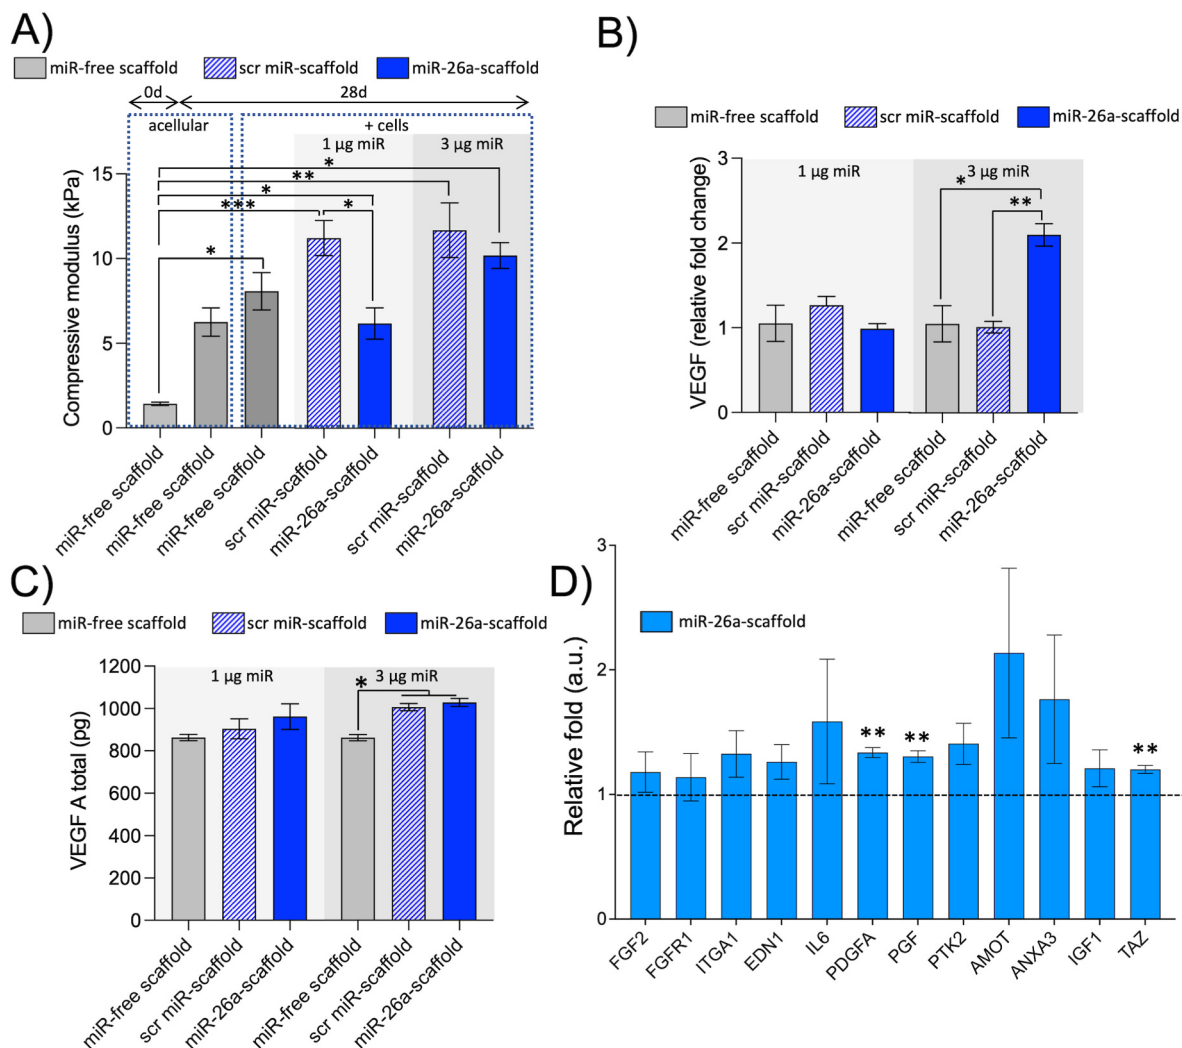 A)
miR-free scaffold scr miR-scaffold miR-26a-scaffold
0d 28d
acellular + cells
1 µg miR 3 µg miR
*
**
*
*** *
*
Compressive modulus (kPa)
15
10
5
0
miR-free scaffold
miR-free scaffold
miR-free scaffold
scr miR-scaffold
miR-26a-scaffold
scr miR-scaffold
miR-26a-scaffold
B)
miR-free scaffold scr miR-scaffold miR-26a-scaffold
1 µg miR 3 µg miR
*
**
VEGF (relative fold change)
3
2
1
0
miR-free scaffold
scr miR-scaffold
miR-26a-scaffold
miR-free scaffold
scr miR-scaffold
miR-26a-scaffold
C)
miR-free scaffold scr miR-scaffold miR-26a-scaffold
1 µg miR 3 µg miR
*
VEGF A total (pg)
1200
1000
800
600
400
200
0
miR-free scaffold
scr miR-scaffold
miR-26a-scaffold
miR-free scaffold
scr miR-scaffold
miR-26a-scaffold
D)
miR-26a-scaffold
** ** **
Relative fold (a.u.)
3
2
1
0
FGF2
FGFR1
ITGA1
EDN1
IL6
PDGFA
PGF
PTK2
AMOT
ANXA3
IGF1
TAZ